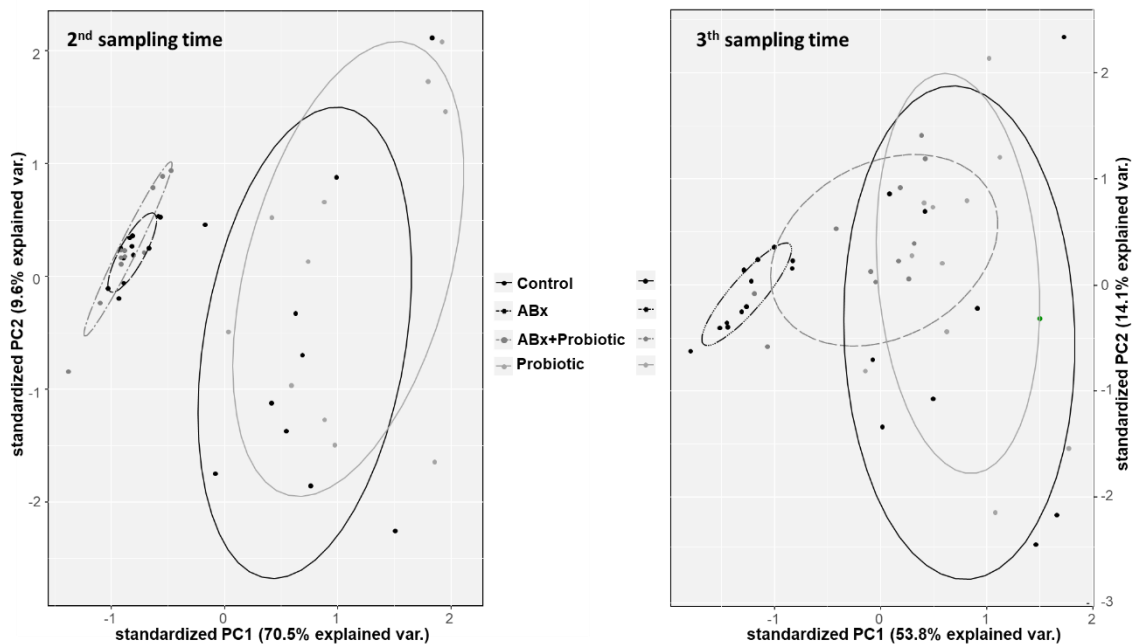 2nd sampling time
3th sampling time
2
1
0
-1
-2
standardized PC2 (9.6% explained var.)
-1
0
1
2
standardized PC1 (70.5% explained var.)
Control
ABx
ABx+Probiotic
Probiotic
2
1
0
-1
-2
-3
standardized PC2 (14.1% explained var.)
-1
0
1
2
standardized PC1 (53.8% explained var.)